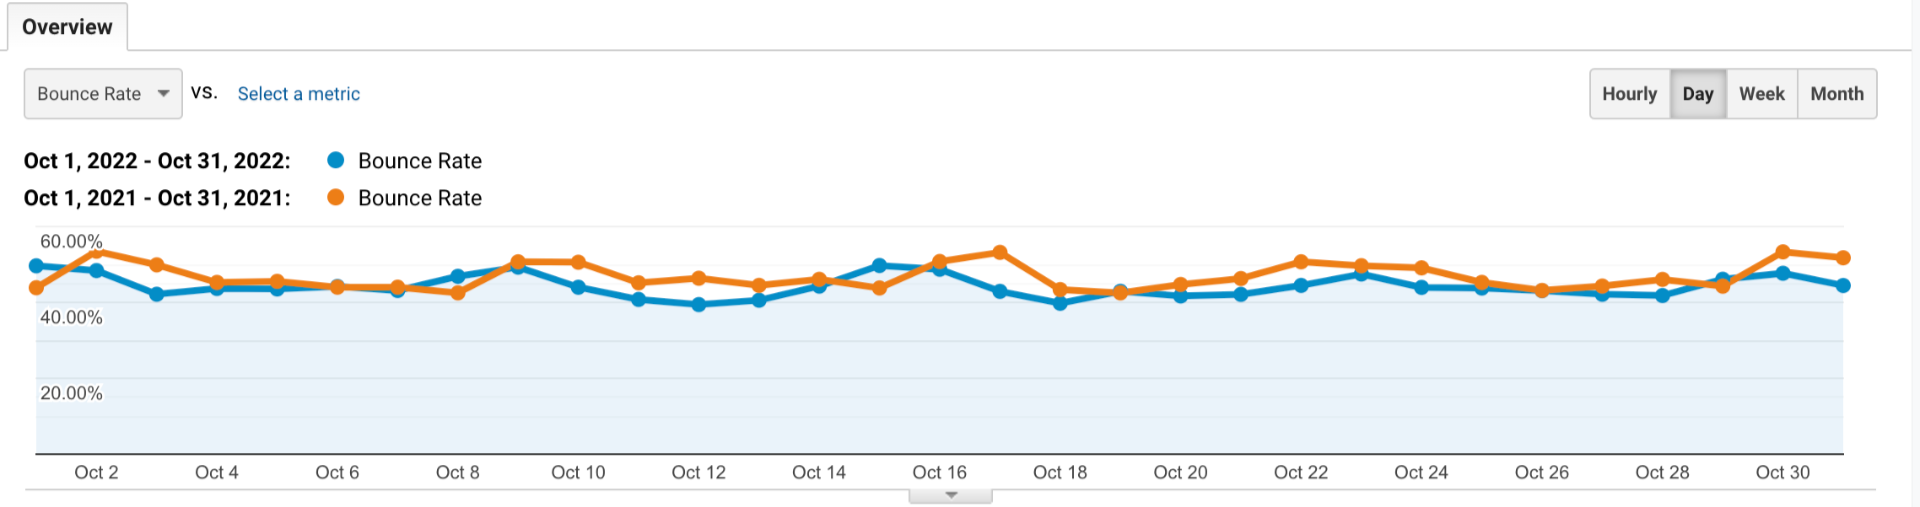 Overview
Bounce Rate vs. Select a metric Hourly Day Week Month
Oct 1, 2022 - Oct 31, 2022: Bounce Rate
Oct 1, 2021 - Oct 31, 2021: Bounce Rate
60.00%
40.00%
20.00%
Oct 2 Oct 4 Oct 6 Oct 8 Oct 10 Oct 12 Oct 14 Oct 16 Oct 18 Oct 20 Oct 22 Oct 24 Oct 26 Oct 28 Oct 30